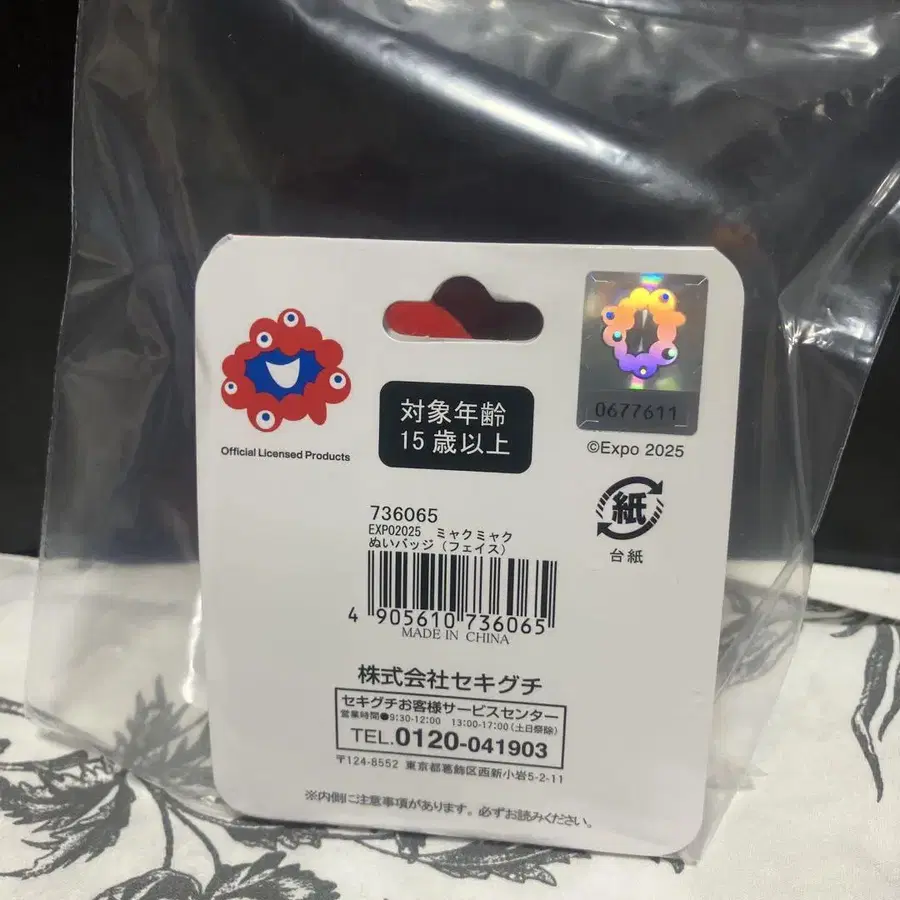 Official Licensed Products
対象年齢
15歳以上
0677611
©Expo 2025
紙
台紙
736065
EXPO2025 ミャクミャク
ぬいバッジ（フェイス）
4 905610 736065
MADE IN CHINA
株式会社セキグチ
セキグチお客様サービスセンター
営業時間●9:30-12:00 13:00-17:00（土日祭除）
TEL.0120-041903
〒124-8552 東京都葛飾区西新小岩5-2-11
※内側に注意事項があります。必ずお読みください。